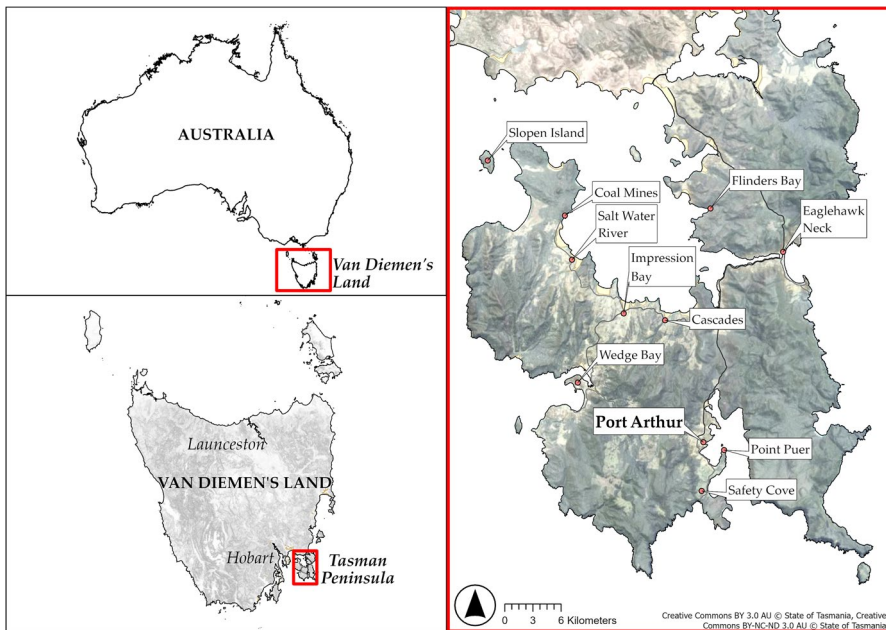 AUSTRALIA
Van Diemen's
Land
Launceston
VAN DIEMEN'S LAND
Hobart
Tasman
Peninsula
Slopen Island
Coal Mines
Flinders Bay
Salt Water
River
Eaglehawk
Neck
Impression
Bay
Cascades
Wedge Bay
Port Arthur
Point Puer
Safety Cove
0 3 6 Kilometers
Creative Commons BY 3.0 AU © State of Tasmania, Creative
Commons BY-NC-ND 3.0 AU © State of Tasmania